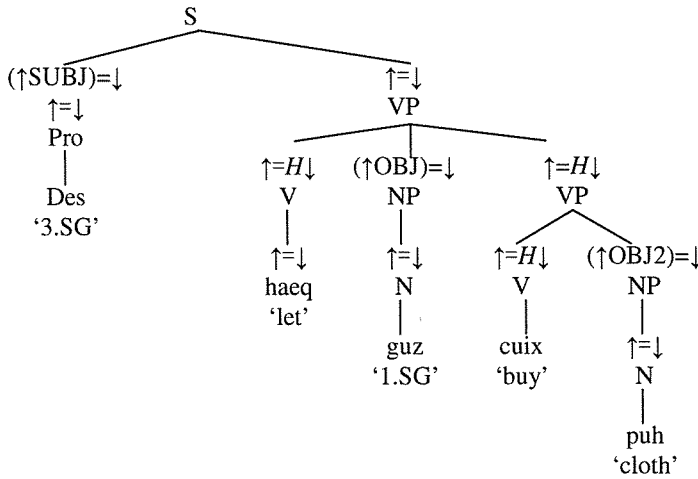 S
(↑SUBJ)=↓ ↑=↓
↑=↓ VP
Pro
↑=H↓ (↑OBJ)=↓ ↑=H↓
Des V NP VP
‘3.SG’
↑=↓ ↑=↓ ↑=H↓ (↑OBJ2)=↓
haeq N V NP
‘let’
guz cuix ↑=↓
‘1.SG’ ‘buy’ N
puh
‘cloth’